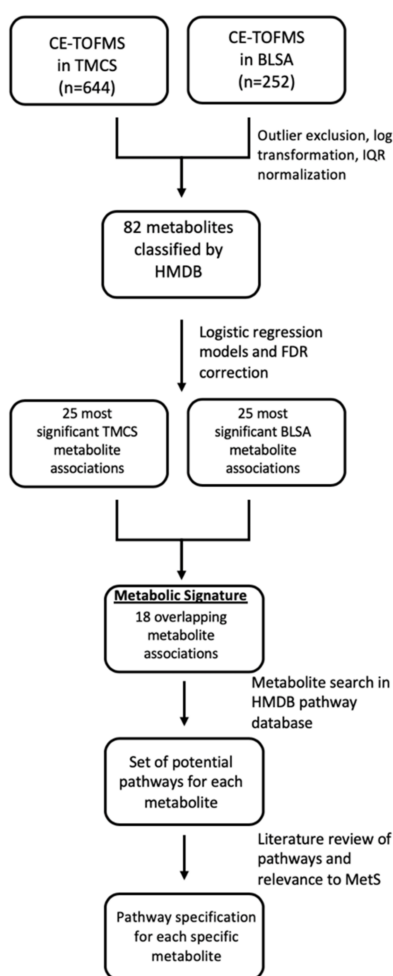 CE-TOFMS
in TMCS
(n=644)
CE-TOFMS
in BLSA
(n=252)
Outlier exclusion, log
transformation, IQR
normalization
82 metabolites
classified by
HMDB
Logistic regression
models and FDR
correction
25 most
significant TMCS
metabolite
associations
25 most
significant BLSA
metabolite
associations
Metabolic Signature
18 overlapping
metabolite
associations
Metabolite search in
HMDB pathway
database
Set of potential
pathways for each
metabolite
Literature review of
pathways and
relevance to MetS
Pathway specification
for each specific
metabolite